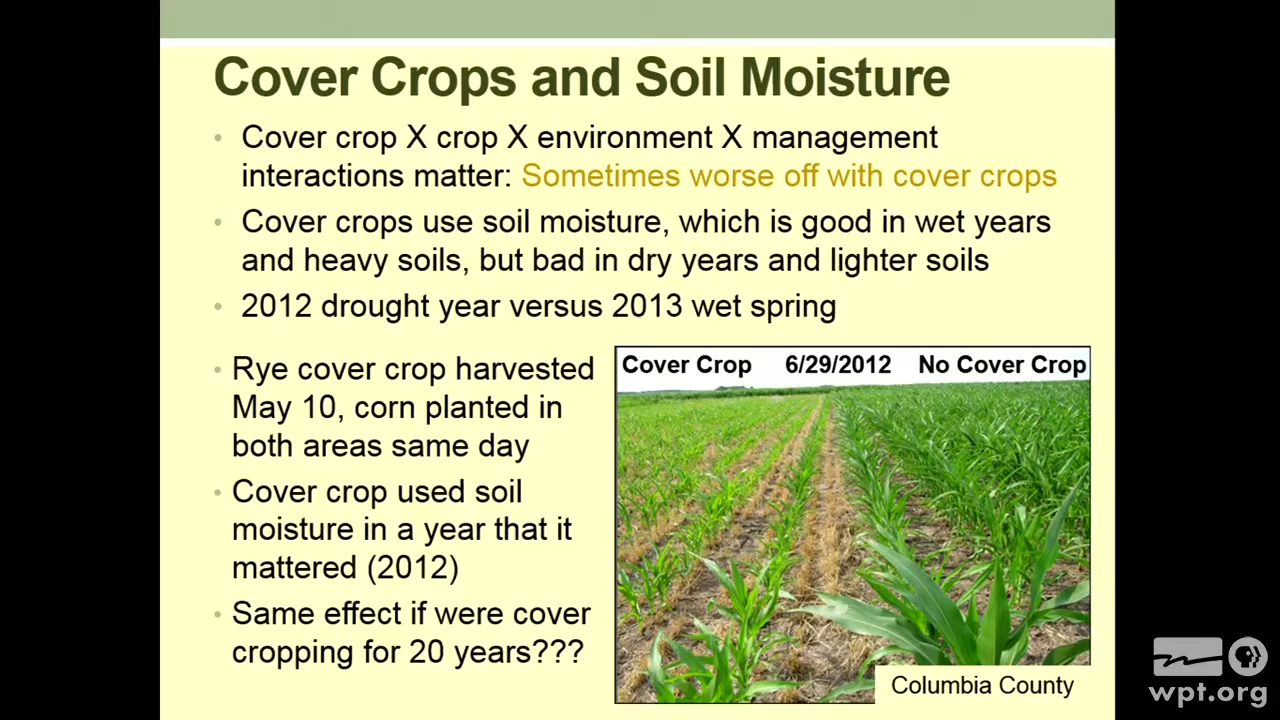 Cover Crops and Soil Moisture
• Cover crop X crop X environment X management
interactions matter: Sometimes worse off with cover crops
• Cover crops use soil moisture, which is good in wet years
and heavy soils, but bad in dry years and lighter soils
• 2012 drought year versus 2013 wet spring
• Rye cover crop harvested
May 10, corn planted in
both areas same day
• Cover crop used soil
moisture in a year that it
mattered (2012)
• Same effect if were cover
cropping for 20 years???
Cover Crop 6/29/2012 No Cover Crop
Columbia County
wpt.org